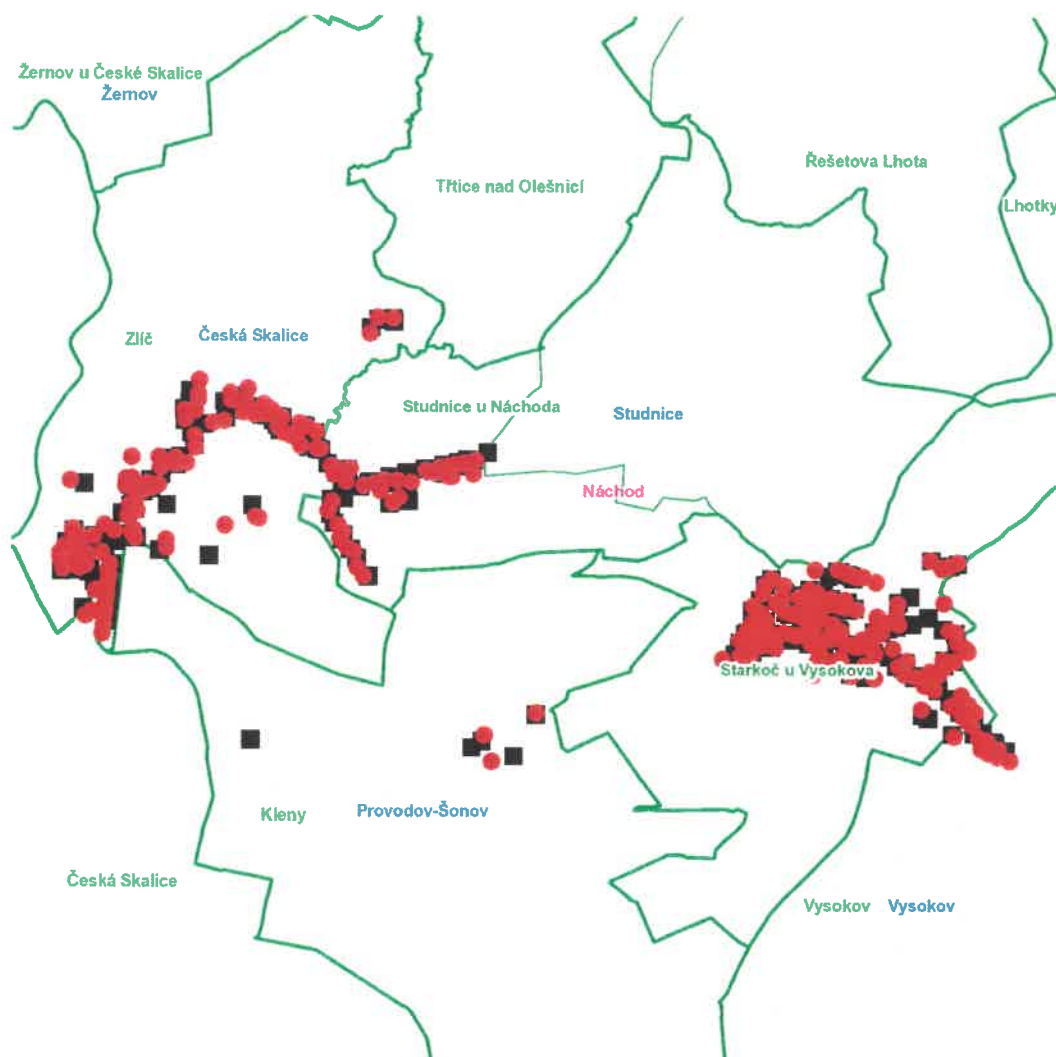 Žernov u České Skalice
Žernov
Řešetova Lhota
Třtice nad Olešnicí
Lhotky
Zlíč
Česká Skalice
Studnice u Náchoda
Studnice
Náchod
Starkoč u Vysokova
Kleny
Provodov-Šonov
Česká Skalice
Vysokov
Vysokov